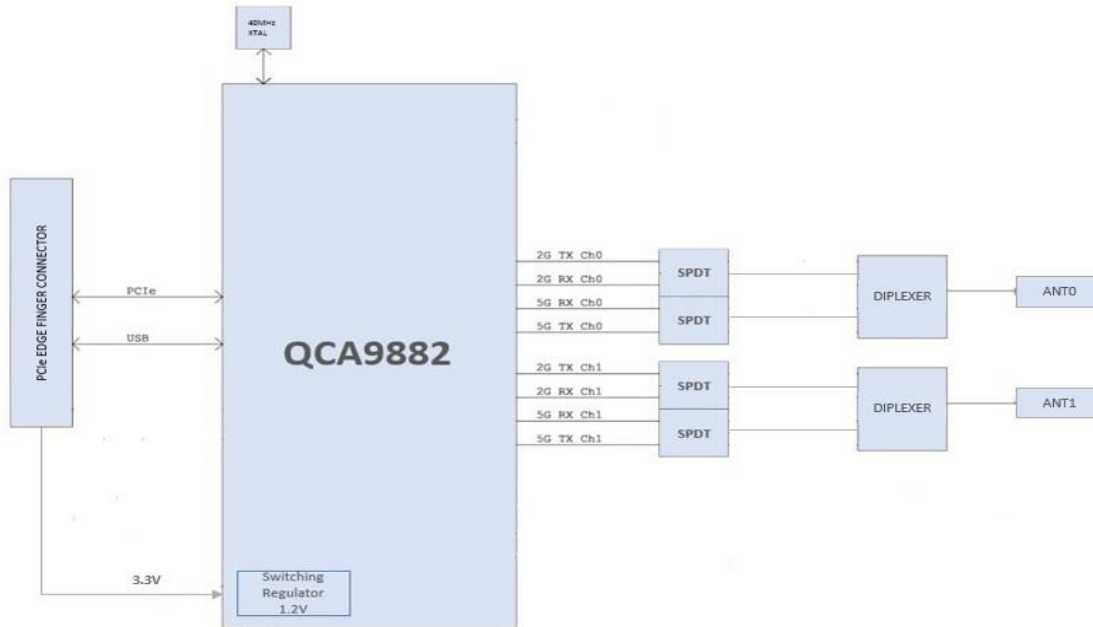 40MHz
XTAL
PCIe EDGE FINGER CONNECTOR
PCIe
USB
3.3V
QCA9882
Switching
Regulator
1.2V
2G TX Ch0
2G RX Ch0
5G RX Ch0
5G TX Ch0
2G TX Ch1
2G RX Ch1
5G RX Ch1
5G TX Ch1
SPDT
SPDT
SPDT
SPDT
DIPLEXER
DIPLEXER
ANT0
ANT1